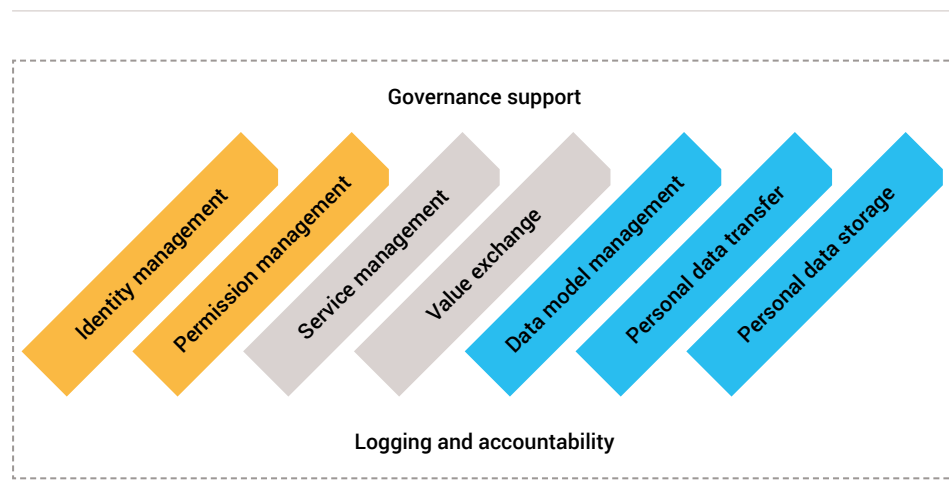 Governance support
Identity management
Permission management
Service management
Value exchange
Data model management
Personal data transfer
Personal data storage
Logging and accountability